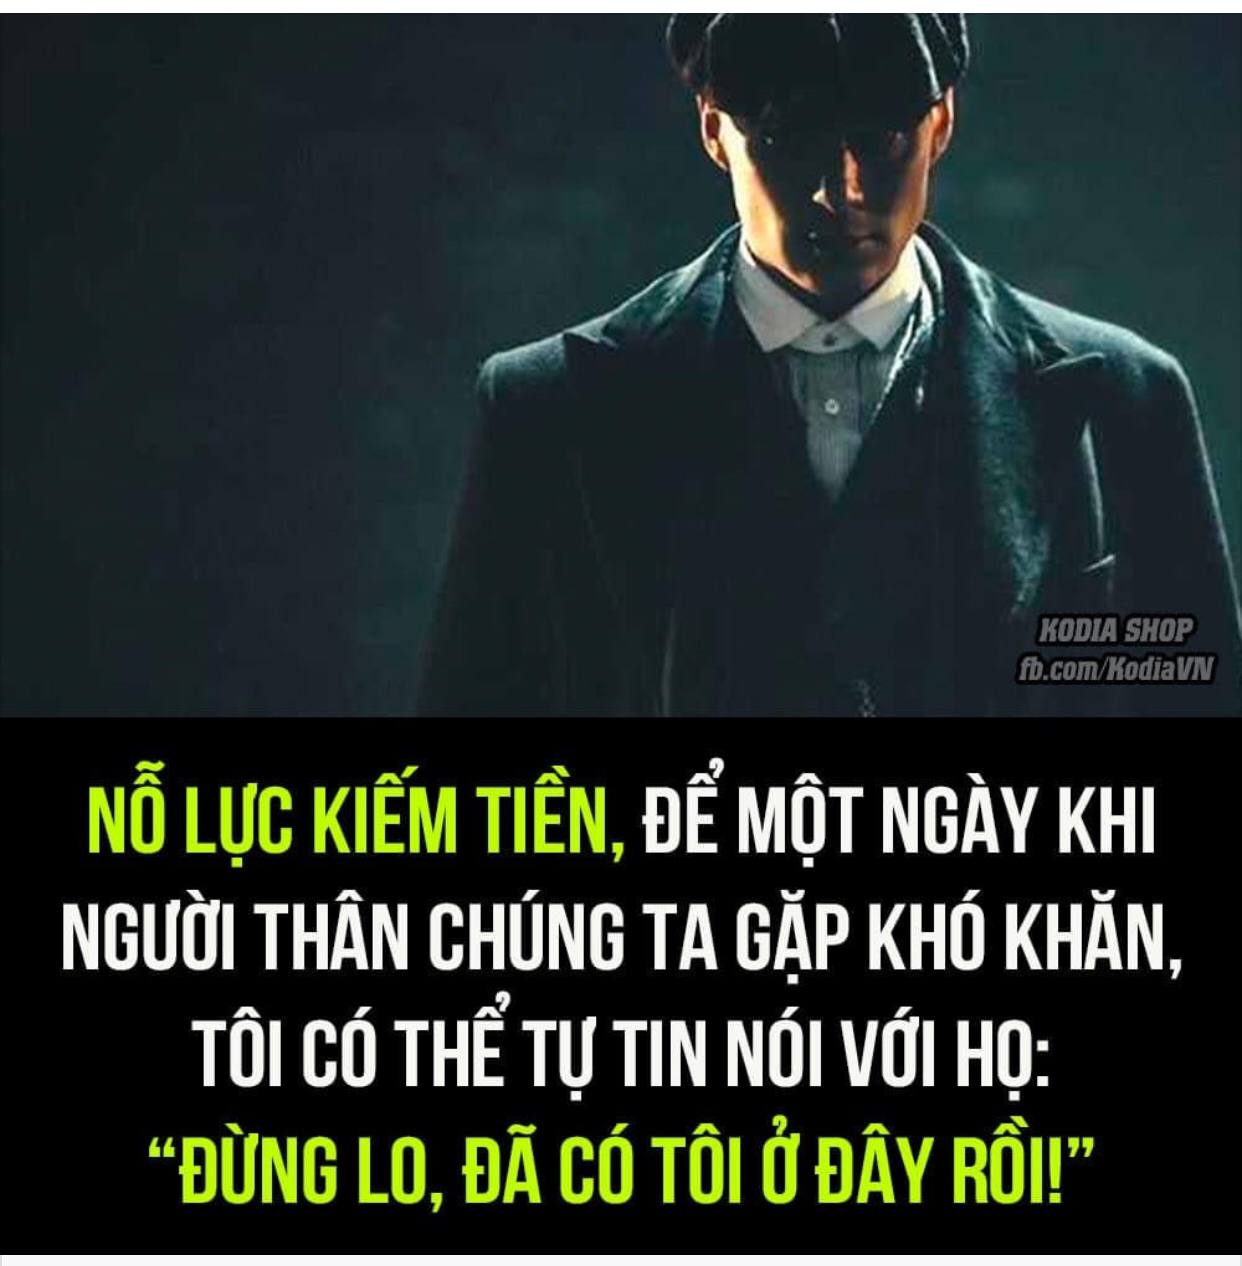 KODIA SHOP
fb.com/KodiaVN
NỖ LỰC KIẾM TIỀN, ĐỂ MỘT NGÀY KHI
NGƯỜI THÂN CHÚNG TA GẶP KHÓ KHĂN,
TÔI CÓ THỂ TỰ TIN NÓI VỚI HỌ:
“ĐỪNG LO, ĐÃ CÓ TÔI Ở ĐÂY RỒI!”